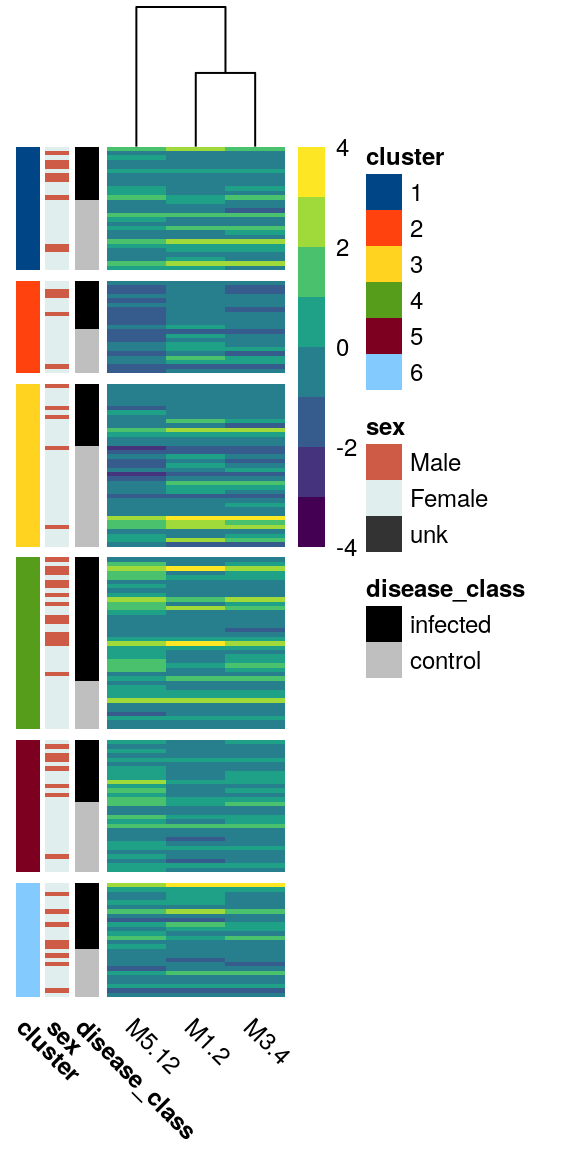 4
2
0
-2
-4
cluster
1
2
3
4
5
6
sex
Male
Female
unk
disease_class
infected
control
cluster
sex
disease_class
M5.12
M1.2
M3.4